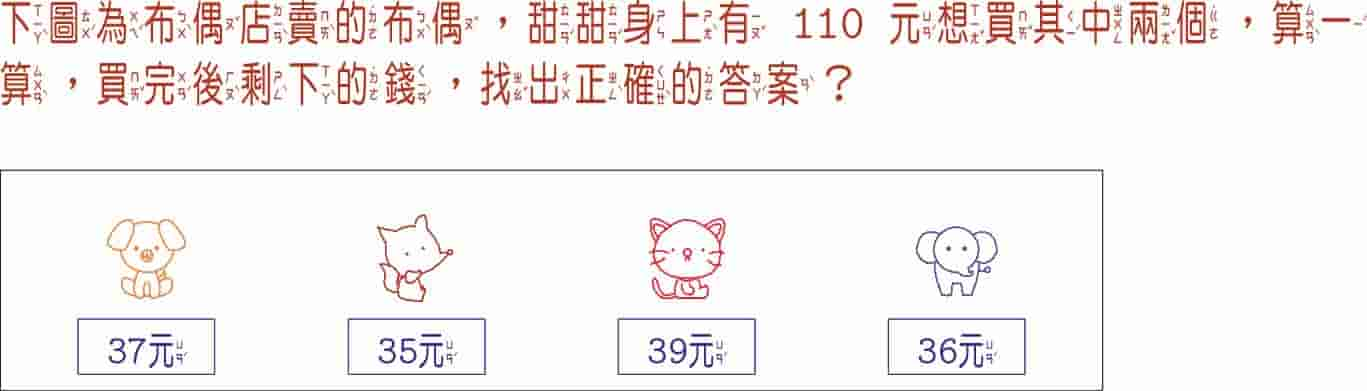 下圖為布偶店賣的布偶，甜甜身上有 110 元想買其中兩個，算一
算，買完後剩下的錢，找出正確的答案？
37元 35元 39元 36元